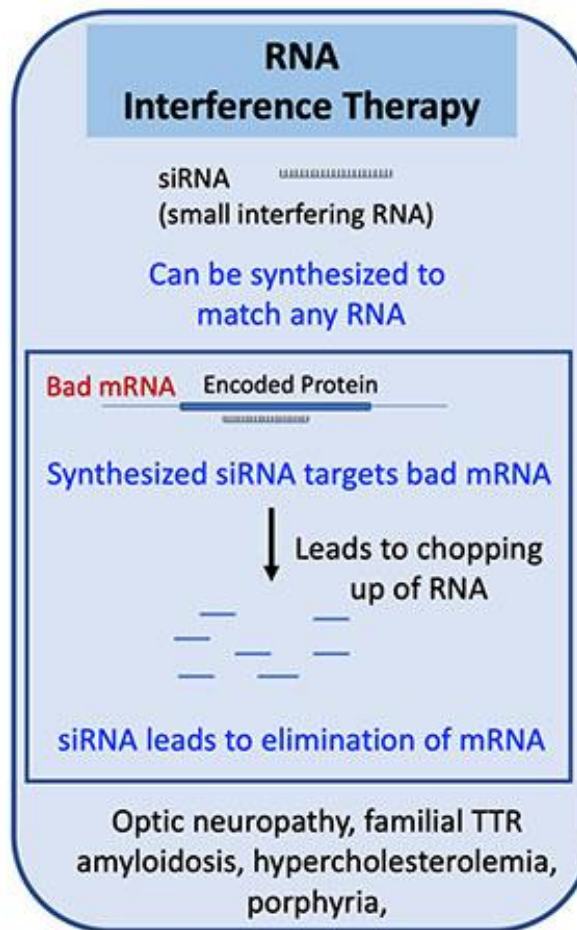 RNA
Interference Therapy
siRNA
(small interfering RNA)
Can be synthesized to
match any RNA
Bad mRNA Encoded Protein
Synthesized siRNA targets bad mRNA
Leads to chopping
up of RNA
siRNA leads to elimination of mRNA
Optic neuropathy, familial TTR
amyloidosis, hypercholesterolemia,
porphyria,